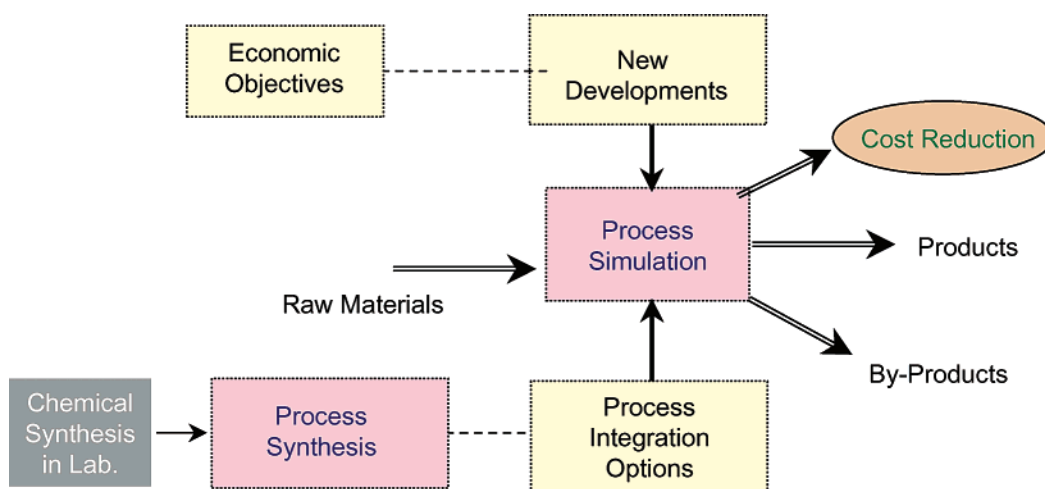 Economic
Objectives
New
Developments
Cost Reduction
Process
Simulation
Products
Raw Materials
By-Products
Chemical
Synthesis
in Lab.
Process
Synthesis
Process
Integration
Options